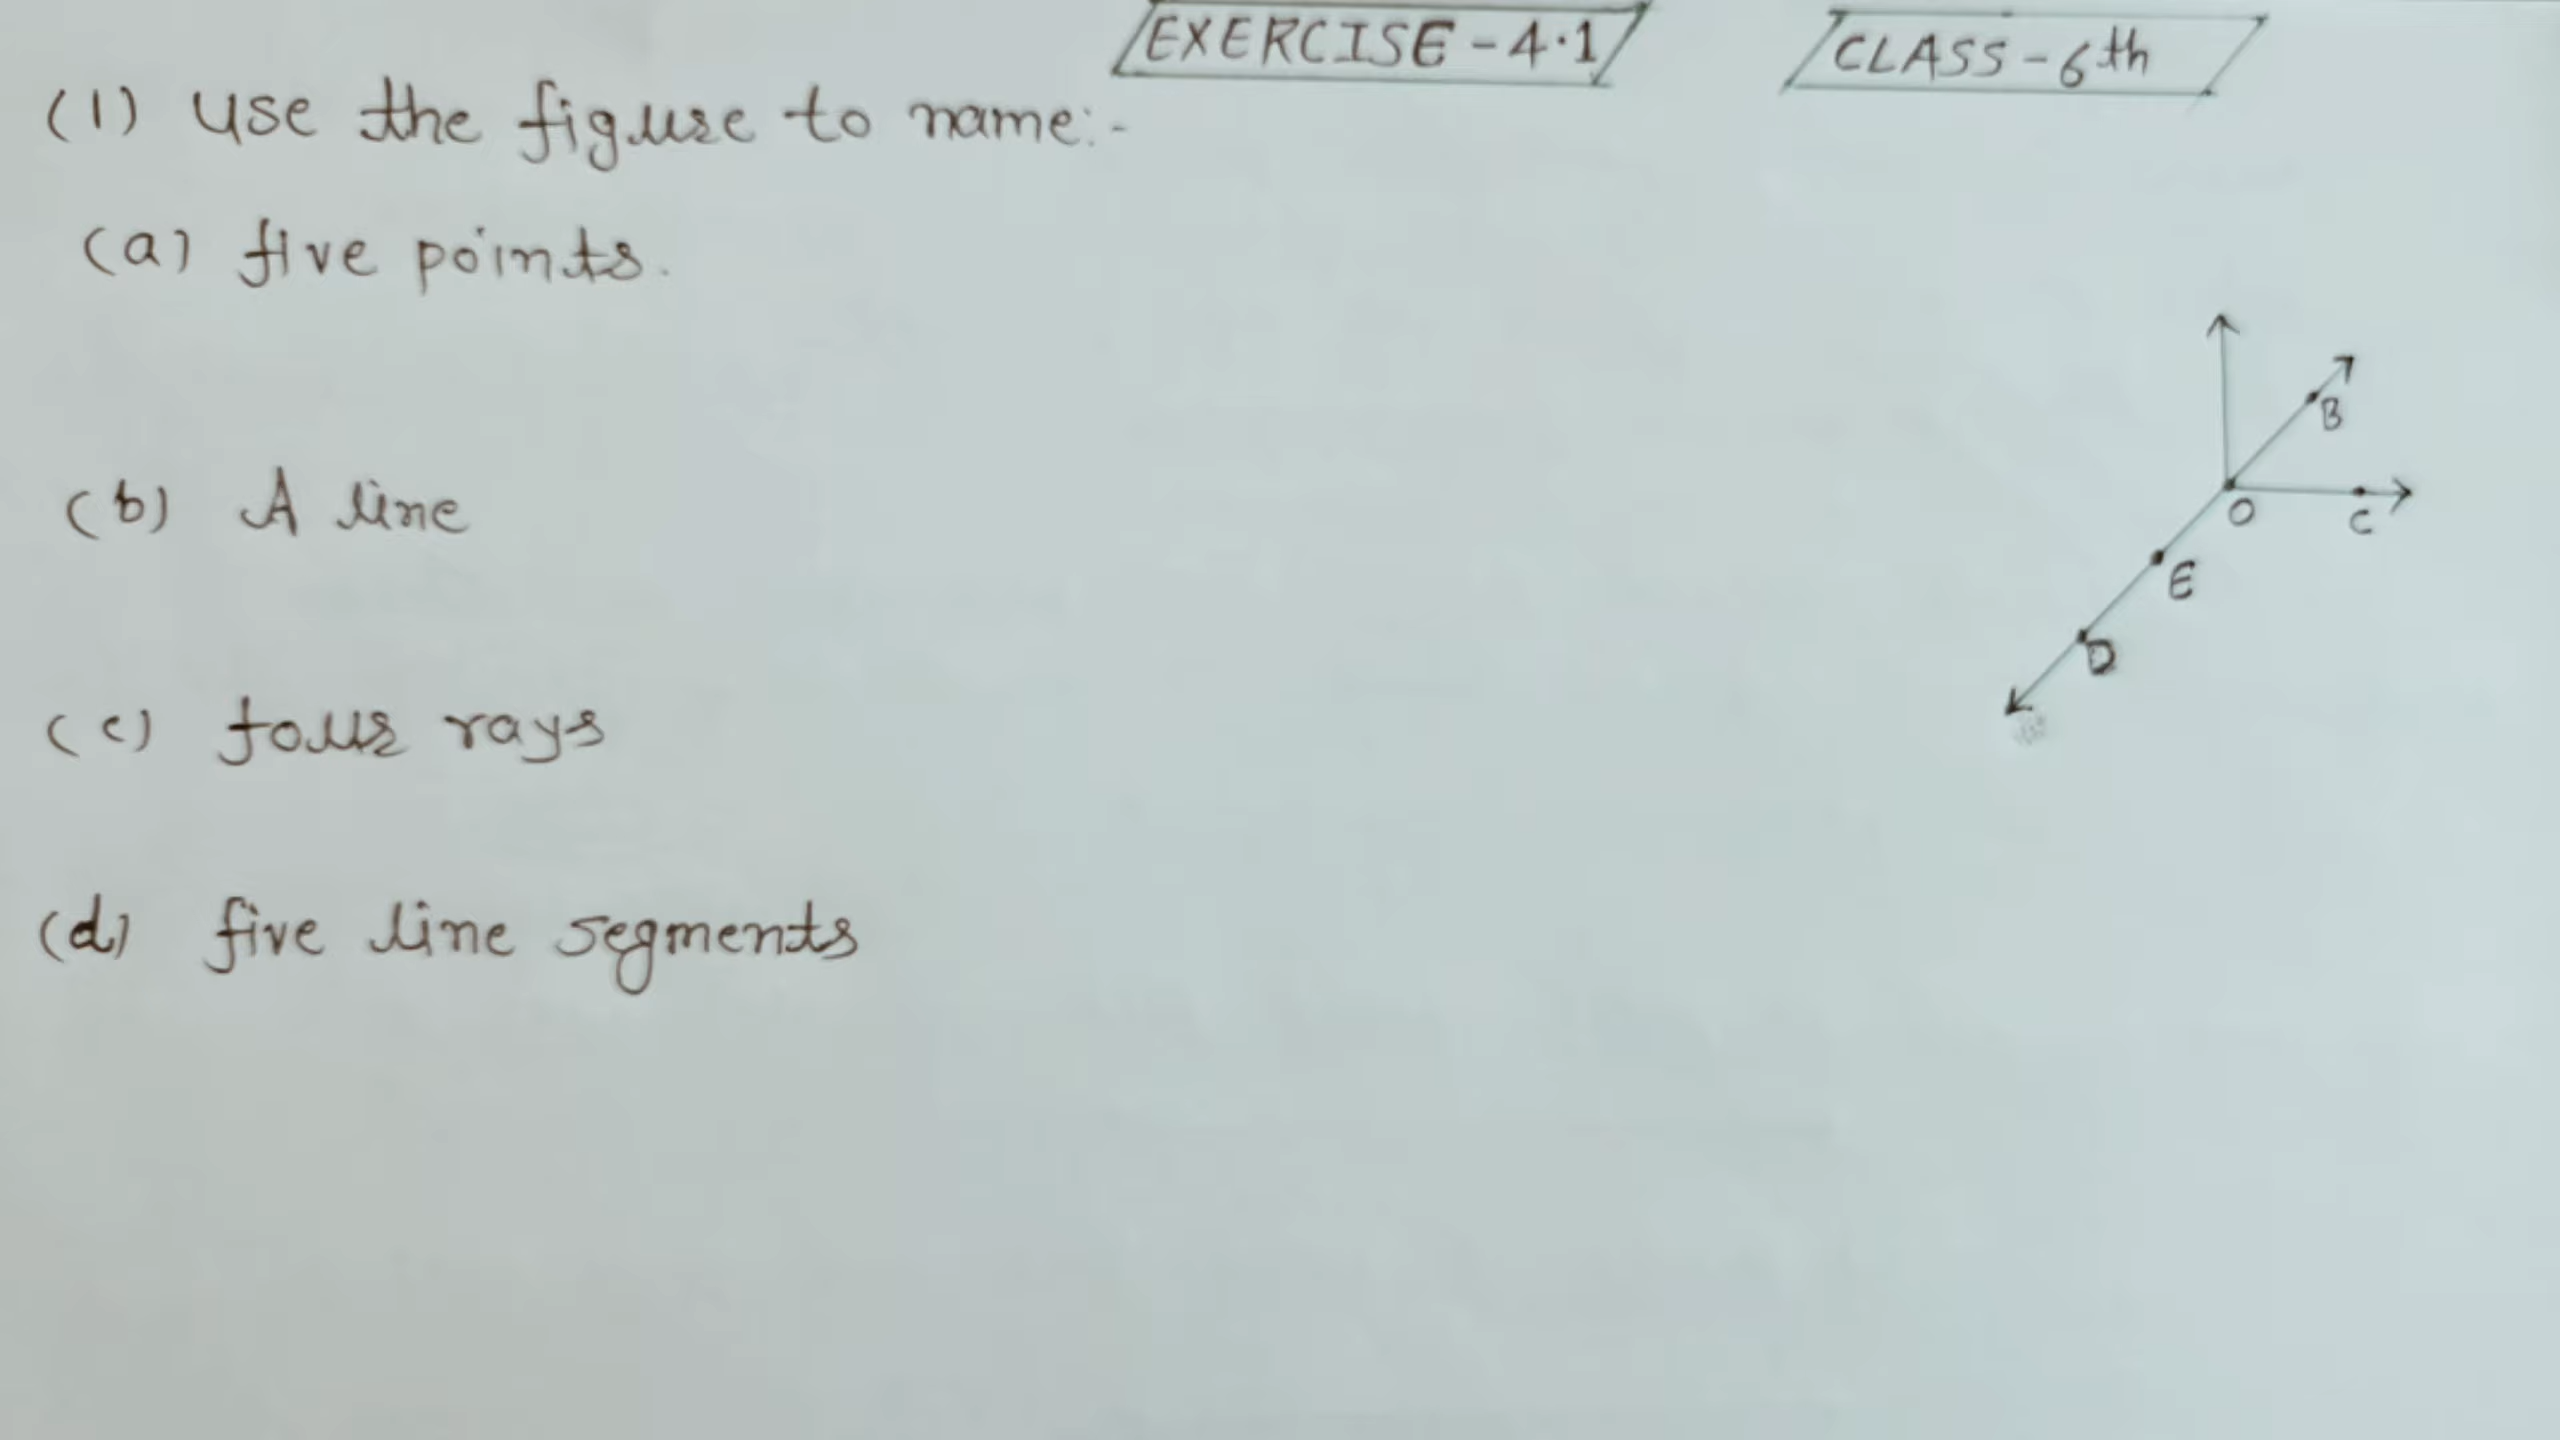 EXERCISE - 4.1
CLASS - 6th
(1) use the figure to name:-
(a) five points.
(b) A line
(c) four rays
(d) five line segments
B
O
C
E
D